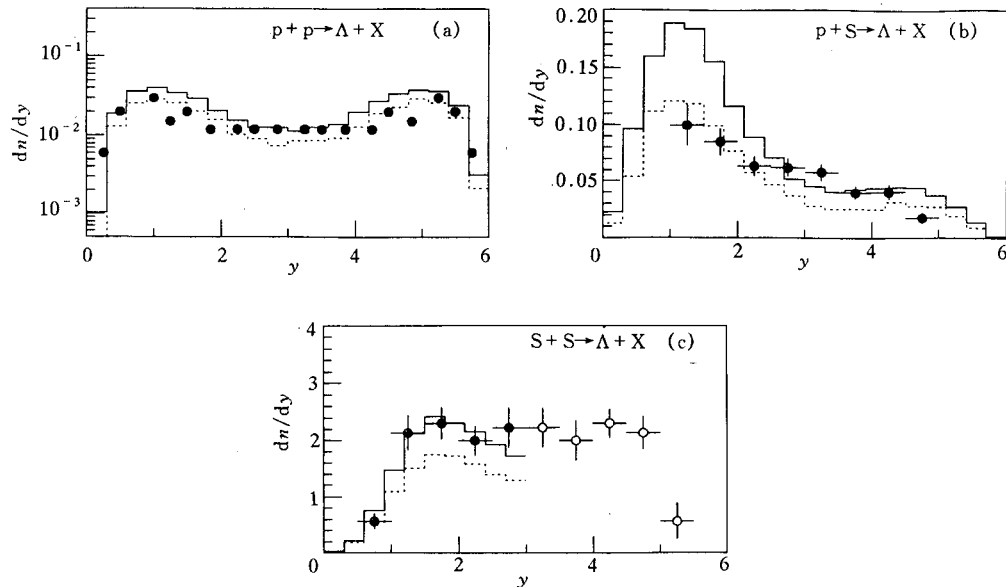 p + p → Λ + X (a)
10⁻¹
10⁻²
10⁻³
dn/dy
0 2 4 6
y
p + S → Λ + X (b)
0.20
0.15
0.10
0.05
dn/dy
0 2 4 6
y
S + S → Λ + X (c)
4
3
2
1
0
dn/dy
2 4 6
y